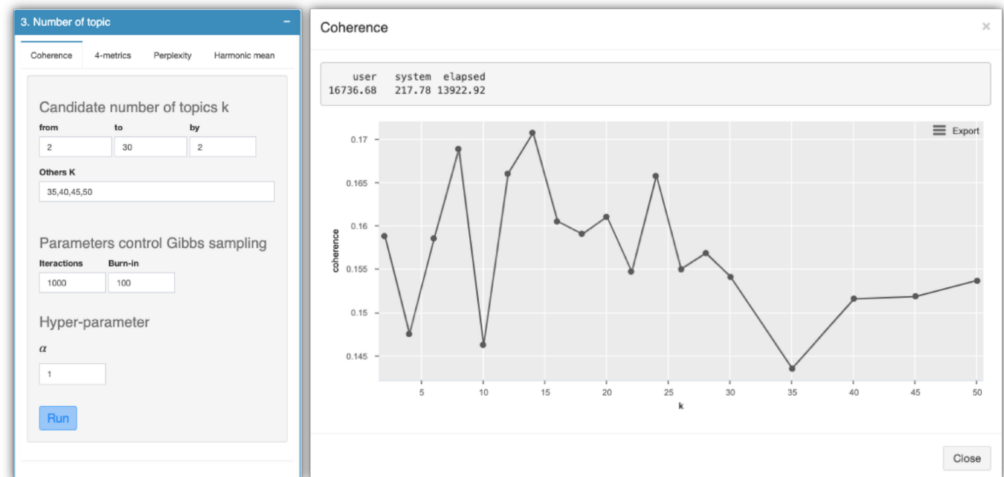 3. Number of topic −
Coherence 4-metrics Perplexity Harmonic mean
Candidate number of topics k
from to by
2 30 2
Others K
35,40,45,50
Parameters control Gibbs sampling
Iteractions Burn-in
1000 100
Hyper-parameter
α
1
Run
Coherence ×
user system elapsed
16736.68 217.78 13922.92
Export
0.17
0.165
0.16
0.155
0.15
0.145
coherence
5 10 15 20 25 30 35 40 45 50
k
Close